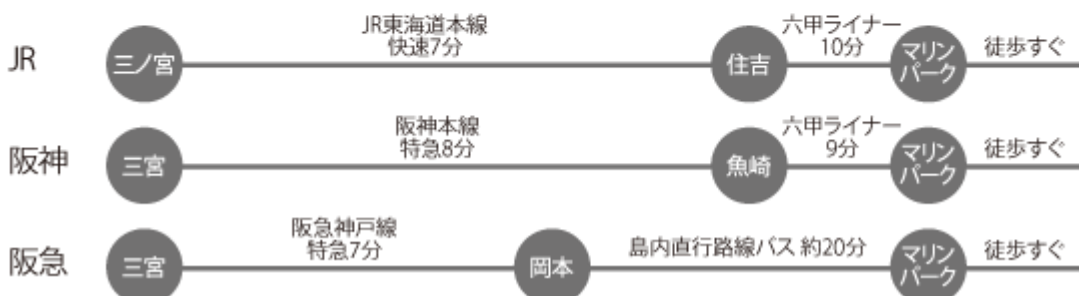 JR
三ノ宮
JR東海道本線
快速7分
住吉
六甲ライナー
10分
マリン
パーク
徒歩すぐ
阪神
三宮
阪神本線
特急8分
魚崎
六甲ライナー
9分
マリン
パーク
徒歩すぐ
阪急
三宮
阪急神戸線
特急7分
岡本
島内直行路線バス 約20分
マリン
パーク
徒歩すぐ